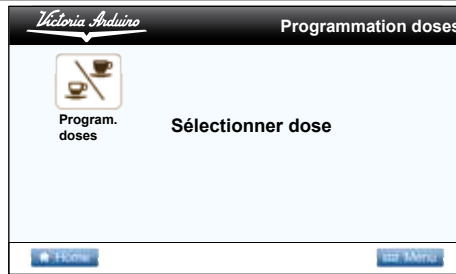 Victoria Arduino
Programmation doses
Program.
doses
Sélectionner dose
Home
Menu